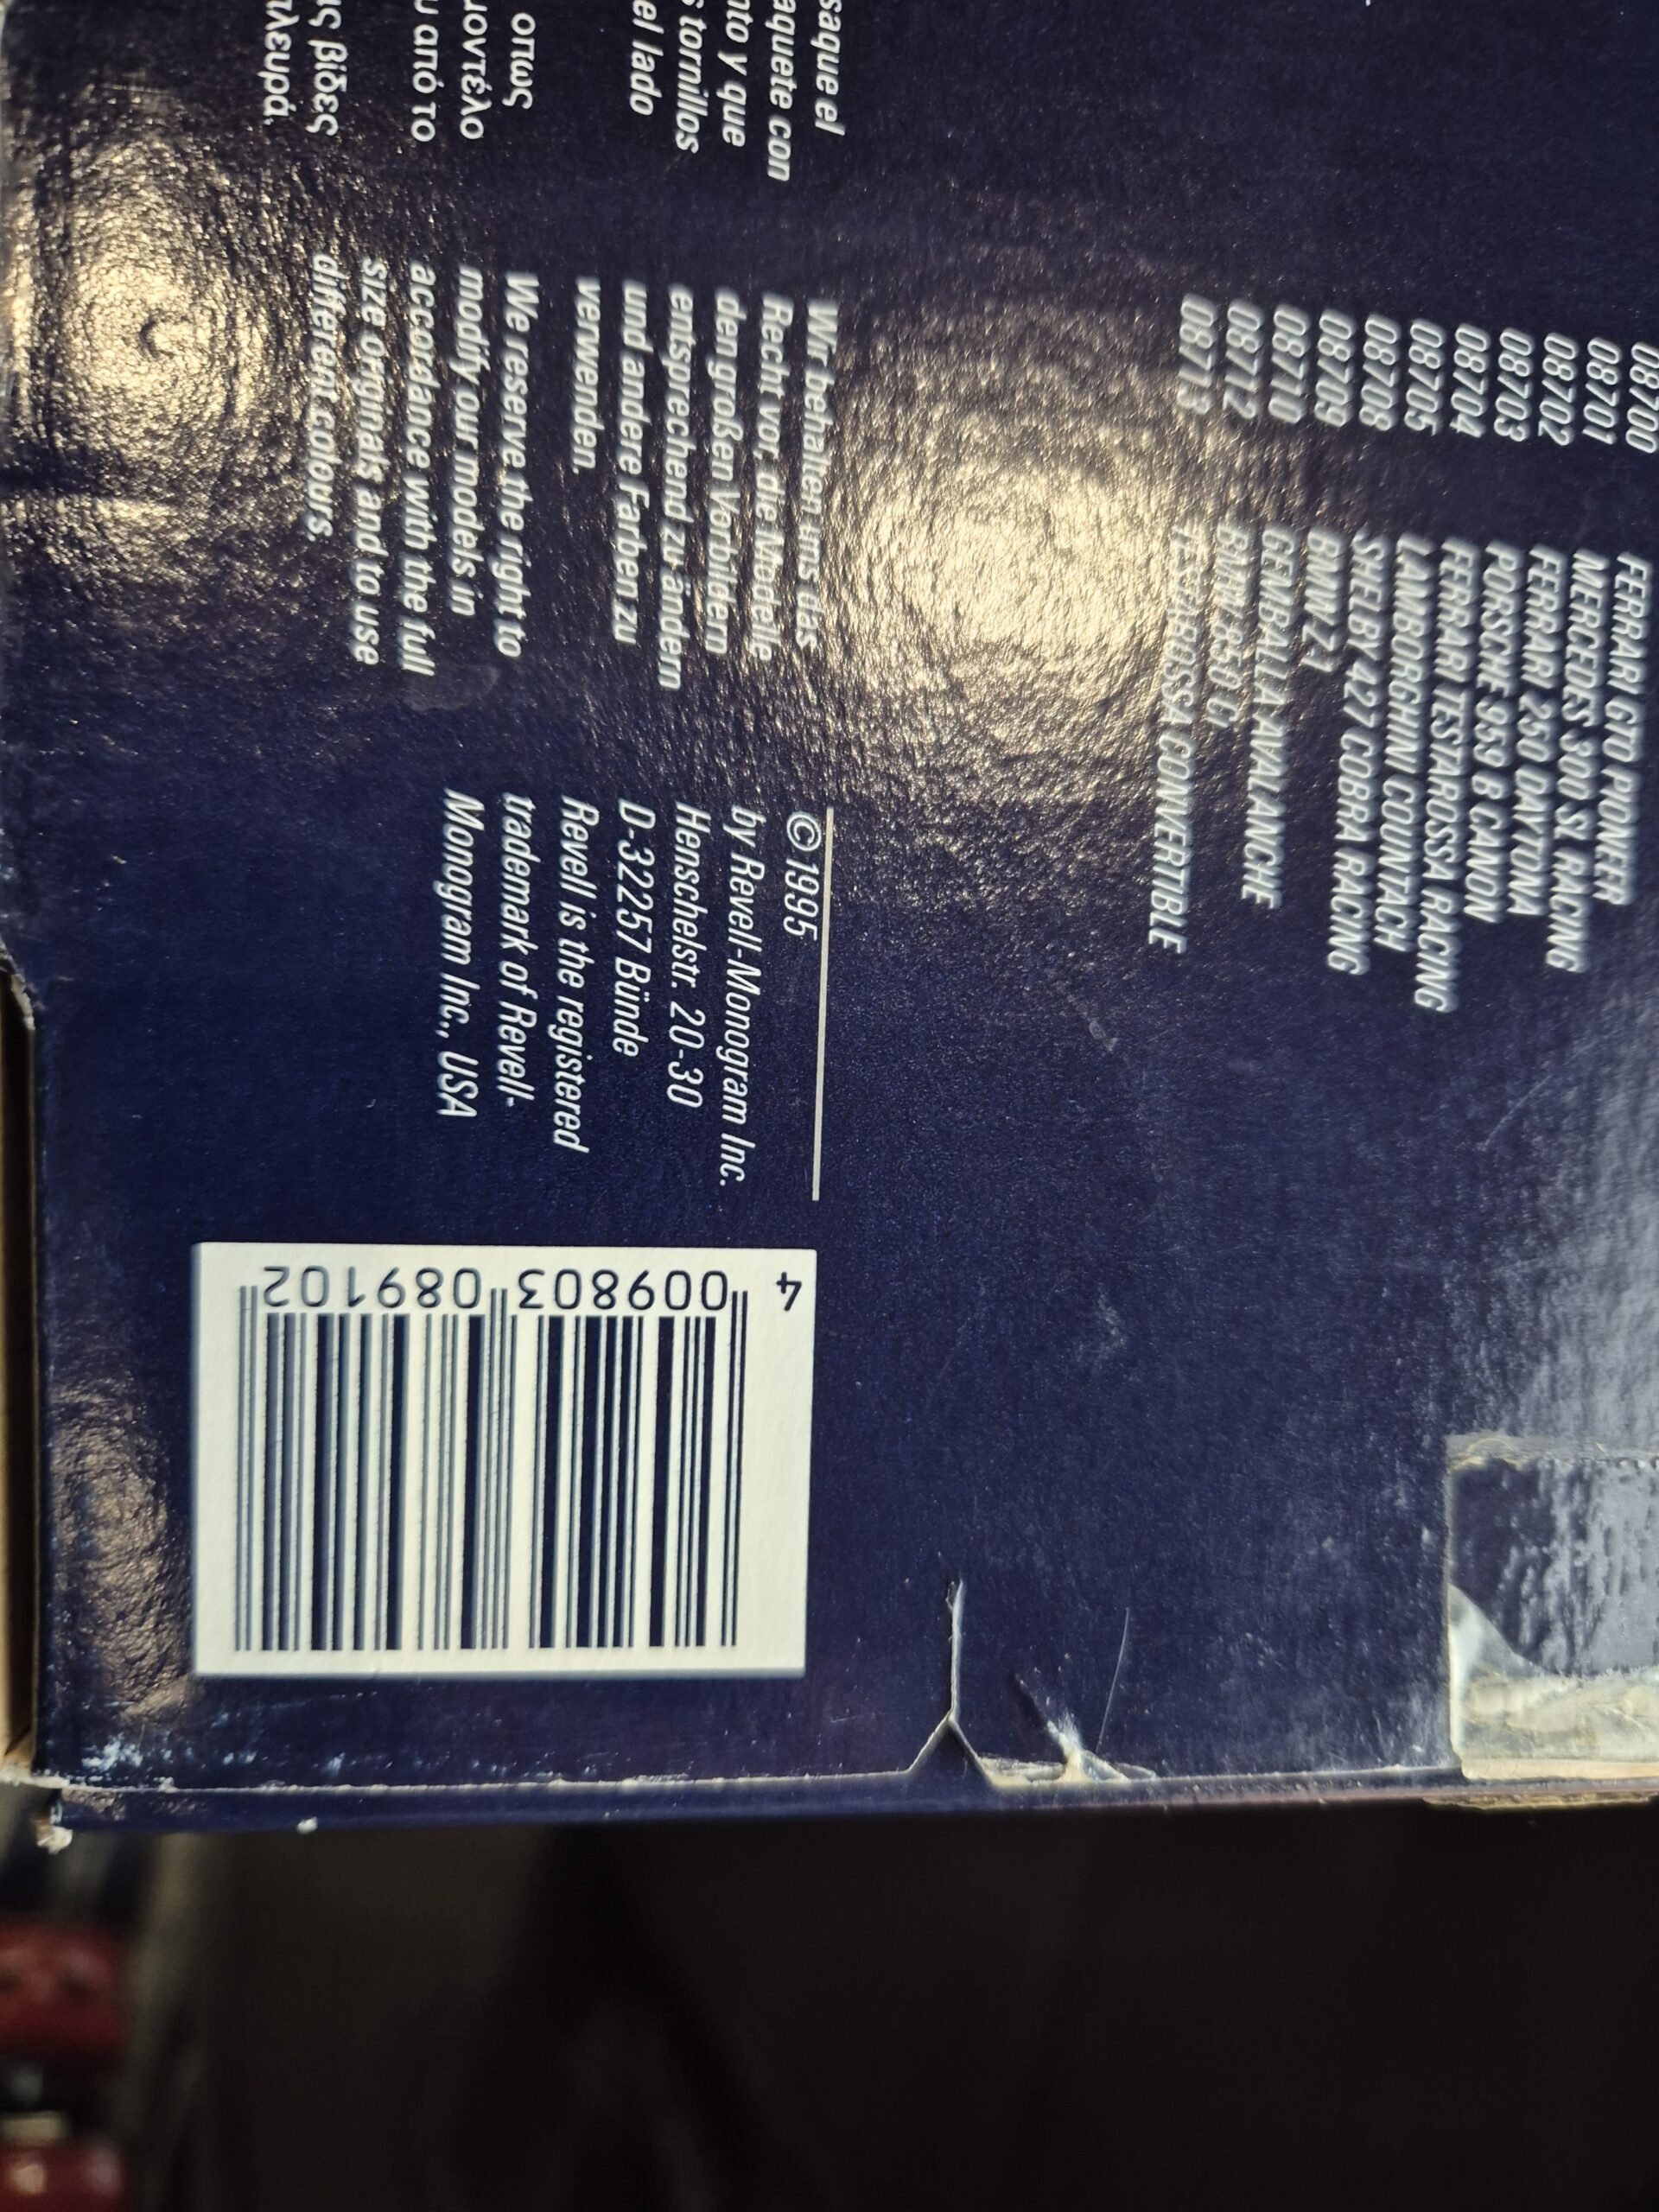 08700 FERRARI GTO PIONEER
08701 MERCEDES 300 SL RACING
08702 FERRARI 250 DAYTONA
08703 PORSCHE 959 B CANON
08704 FERRARI TESTAROSSA RACING
08705 LAMBORGHINI COUNTACH
08708 SHELBY 427 COBRA RACING
08709 BMW Z1
08710 GEMBALLA AVALANCHE
08712 BMW 850 Ci
08713 TESTAROSSA CONVERTIBLE
saque el
con
y que
tornillos
el lado
οπως
μοντέλο
από το
βίδες
Wir behalten uns das
Recht vor, die Modelle
den großen Vorbildern
entsprechend zu ändern
und andere Farben zu
verwenden.
We reserve the right to
modify our models in
accordance with the full
size originals and to use
different colours.
© 1995
by Revell-Monogram Inc.
Henschelstr. 20-30
D-32257 Bünde
Revell is the registered
trademark of Revell-
Monogram Inc., USA
4 009803 089102